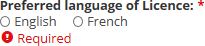 Preferred language of Licence: *
English French
Required